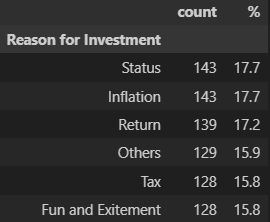 count %
Reason for Investment
Status 143 17.7
Inflation 143 17.7
Return 139 17.2
Others 129 15.9
Tax 128 15.8
Fun and Exitement 128 15.8